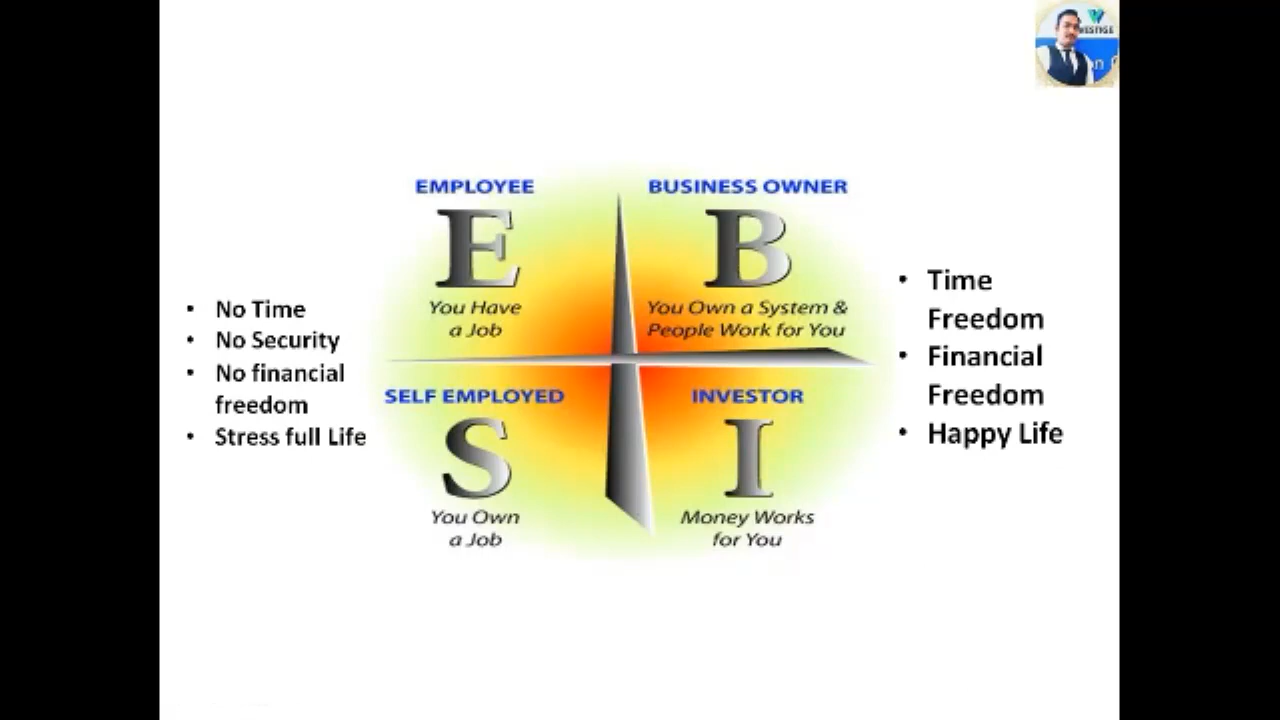 VESTIGE
EMPLOYEE
E
You Have
a Job
BUSINESS OWNER
B
You Own a System &
People Work for You
• No Time
• No Security
• No financial
freedom
• Stress full Life
SELF EMPLOYED
S
You Own
a Job
INVESTOR
I
Money Works
for You
• Time
Freedom
• Financial
Freedom
• Happy Life